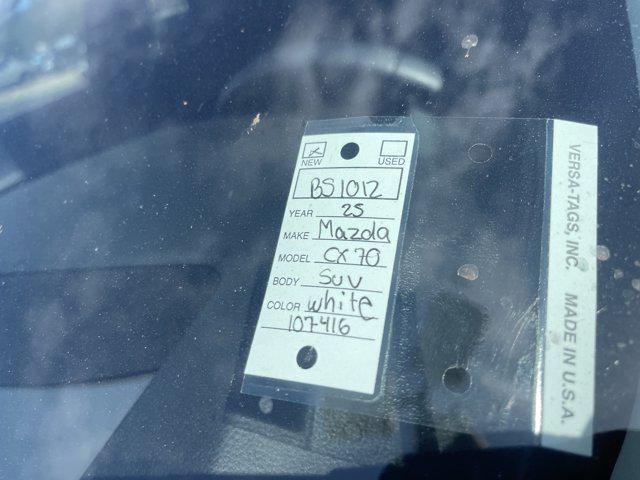 NEW USED
BS1012
YEAR 25
MAKE Mazda
MODEL CX 70
BODY SUV
COLOR white
107416
VERSA-TAGS, INC. MADE IN U.S.A.